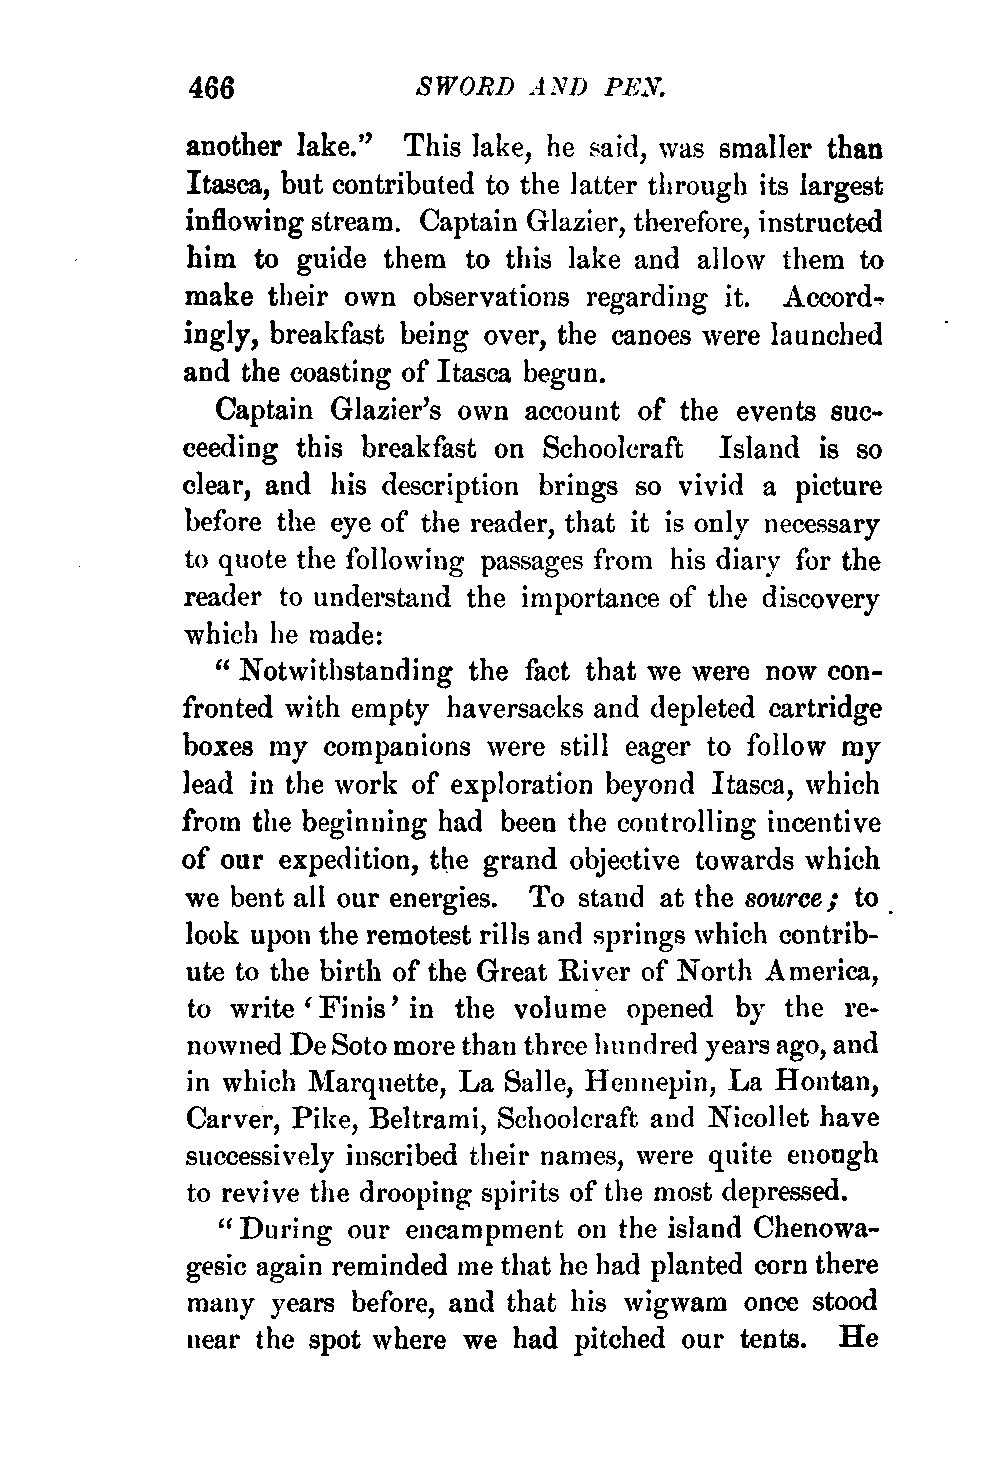 466 SWORD AND PEN.
another lake." This lake, he said, was smaller than
Itasca, but contributed to the latter through its largest
inflowing stream. Captain Glazier, therefore, instructed
him to guide them to this lake and allow them to
make their own observations regarding it. Accord-
ingly, breakfast being over, the canoes were launched
and the coasting of Itasca begun.
Captain Glazier's own account of the events suc-
ceeding this breakfast on Schoolcraft Island is so
clear, and his description brings so vivid a picture
before the eye of the reader, that it is only necessary
to quote the following passages from his diary for the
reader to understand the importance of the discovery
which he made:
"Notwithstanding the fact that we were now con-
fronted with empty haversacks and depleted cartridge
boxes my companions were still eager to follow my
lead in the work of exploration beyond Itasca, which
from the beginning had been the controlling incentive
of our expedition, the grand objective towards which
we bent all our energies. To stand at the source; to
look upon the remotest rills and springs which contrib-
ute to the birth of the Great River of North America,
to write 'Finis' in the volume opened by the re-
nowned De Soto more than three hundred years ago, and
in which Marquette, La Salle, Hennepin, La Hontan,
Carver, Pike, Beltrami, Schoolcraft and Nicollet have
successively inscribed their names, were quite enough
to revive the drooping spirits of the most depressed.
"During our encampment on the island Chenowa-
gesic again reminded me that he had planted corn there
many years before, and that his wigwam once stood
near the spot where we had pitched our tents. He